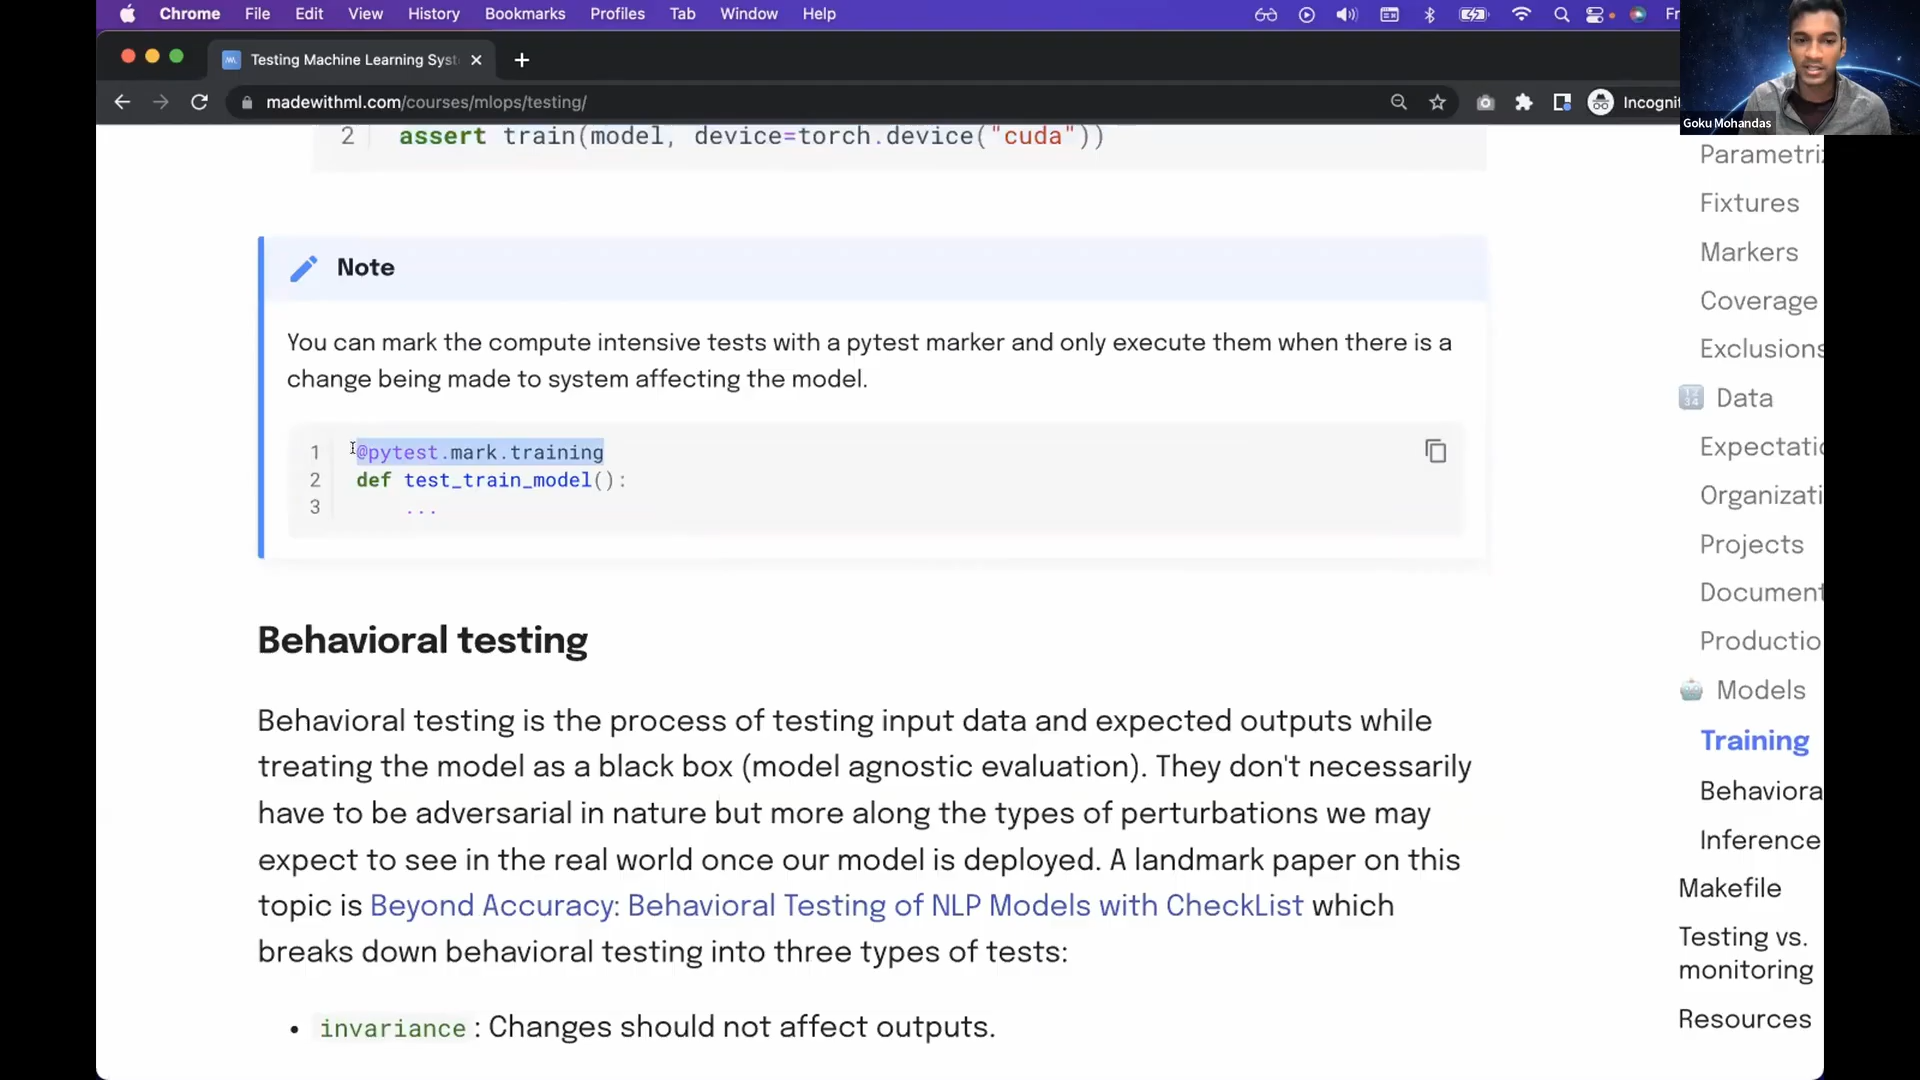 Chrome File Edit View History Bookmarks Profiles Tab Window Help
Testing Machine Learning Syst
madewithml.com/courses/mlops/testing/
Incognit
Goku Mohandas
2 assert train(model, device=torch.device("cuda"))
Note
You can mark the compute intensive tests with a pytest marker and only execute them when there is a
change being made to system affecting the model.
1 @pytest.mark.training
2 def test_train_model():
3 ...
Behavioral testing
Behavioral testing is the process of testing input data and expected outputs while
treating the model as a black box (model agnostic evaluation). They don't necessarily
have to be adversarial in nature but more along the types of perturbations we may
expect to see in the real world once our model is deployed. A landmark paper on this
topic is Beyond Accuracy: Behavioral Testing of NLP Models with CheckList which
breaks down behavioral testing into three types of tests:
• invariance: Changes should not affect outputs.
Parametri
Fixtures
Markers
Coverage
Exclusions
Data
Expectatio
Organizati
Projects
Document
Productio
Models
Training
Behaviora
Inference
Makefile
Testing vs.
monitoring
Resources